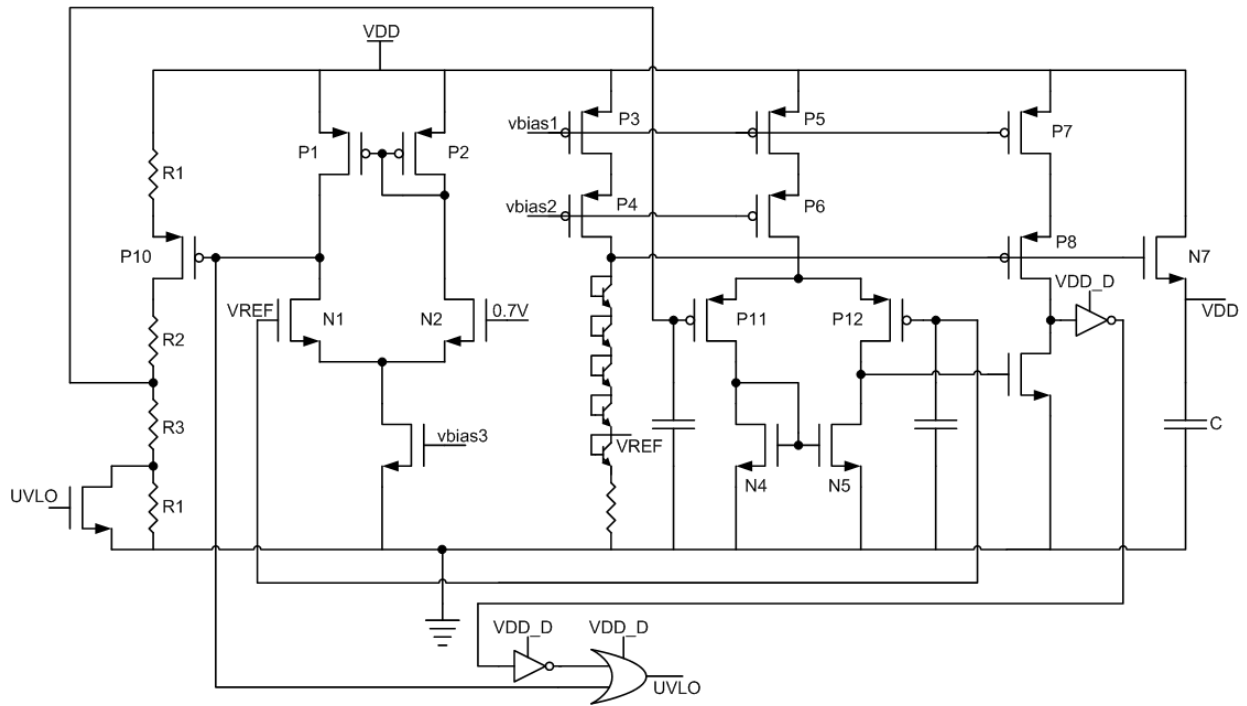 VDD
vbias1
P3
P5
P7
P1
P2
R1
vbias2
P4
P6
P10
P8
N7
VDD_D
VREF
N1
N2
0.7V
P11
P12
VDD
R2
R3
vbias3
VREF
C
UVLO
R1
N4
N5
VDD_D
VDD_D
UVLO